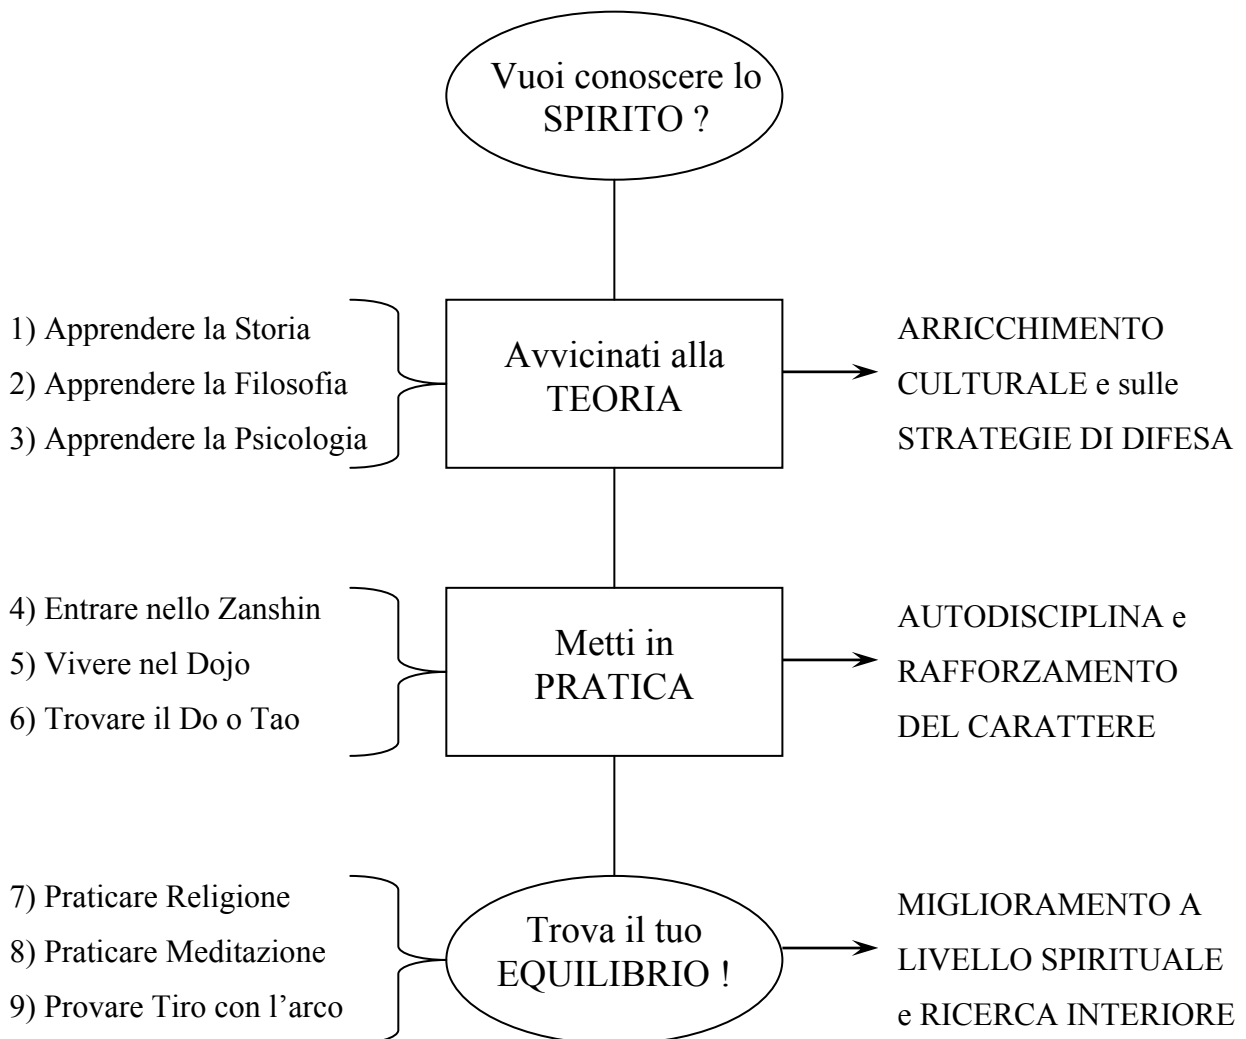 Vuoi conoscere lo
SPIRITO ?
1) Apprendere la Storia
2) Apprendere la Filosofia
3) Apprendere la Psicologia
Avvicinati alla
TEORIA
ARRICCHIMENTO
CULTURALE e sulle
STRATEGIE DI DIFESA
4) Entrare nello Zanshin
5) Vivere nel Dojo
6) Trovare il Do o Tao
Metti in
PRATICA
AUTODISCIPLINA e
RAFFORZAMENTO
DEL CARATTERE
7) Praticare Religione
8) Praticare Meditazione
9) Provare Tiro con l’arco
Trova il tuo
EQUILIBRIO !
MIGLIORAMENTO A
LIVELLO SPIRITUALE
e RICERCA INTERIORE